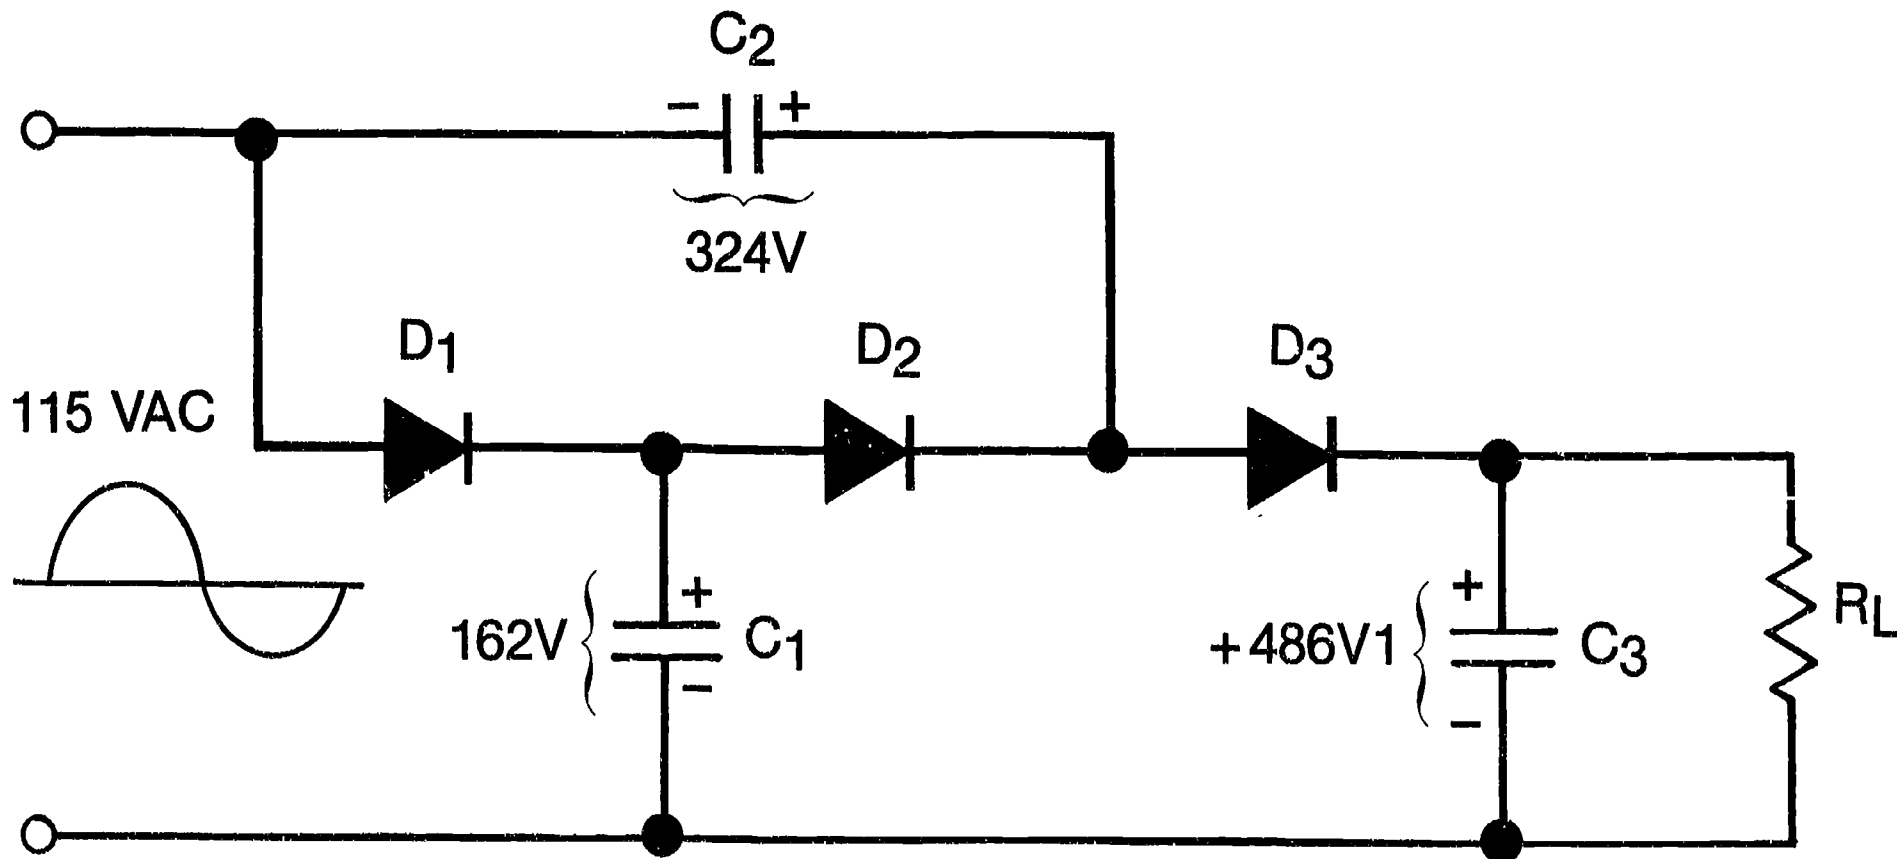 C2
− +
324V
D1
D2
D3
115 VAC
162V
+
C1
−
+486V1
+
C3
−
RL